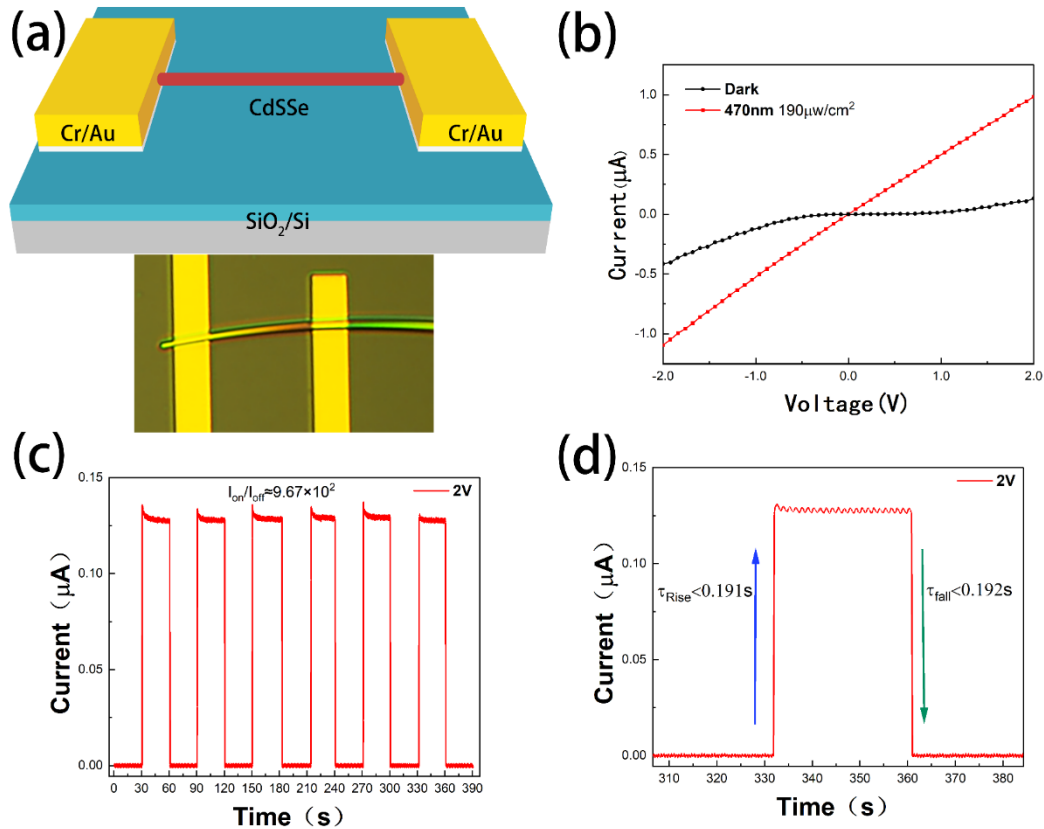 (a)
CdSSe
Cr/Au
Cr/Au
SiO₂/Si
(b)
Dark
470nm 190μw/cm²
Current(μA)
1.0
0.5
0.0
-0.5
-1.0
-2.0 -1.0 0.0 1.0 2.0
Voltage(V)
(c)
Ion/Ioff≈9.67×10²
2V
Current（μA）
0.15
0.10
0.05
0.00
0 30 60 90 120 150 180 210 240 270 300 330 360 390
Time（s）
(d)
2V
τRise<0.191s
τfall<0.192s
Current（μA）
0.15
0.10
0.05
0.00
310 320 330 340 350 360 370 380
Time（s）